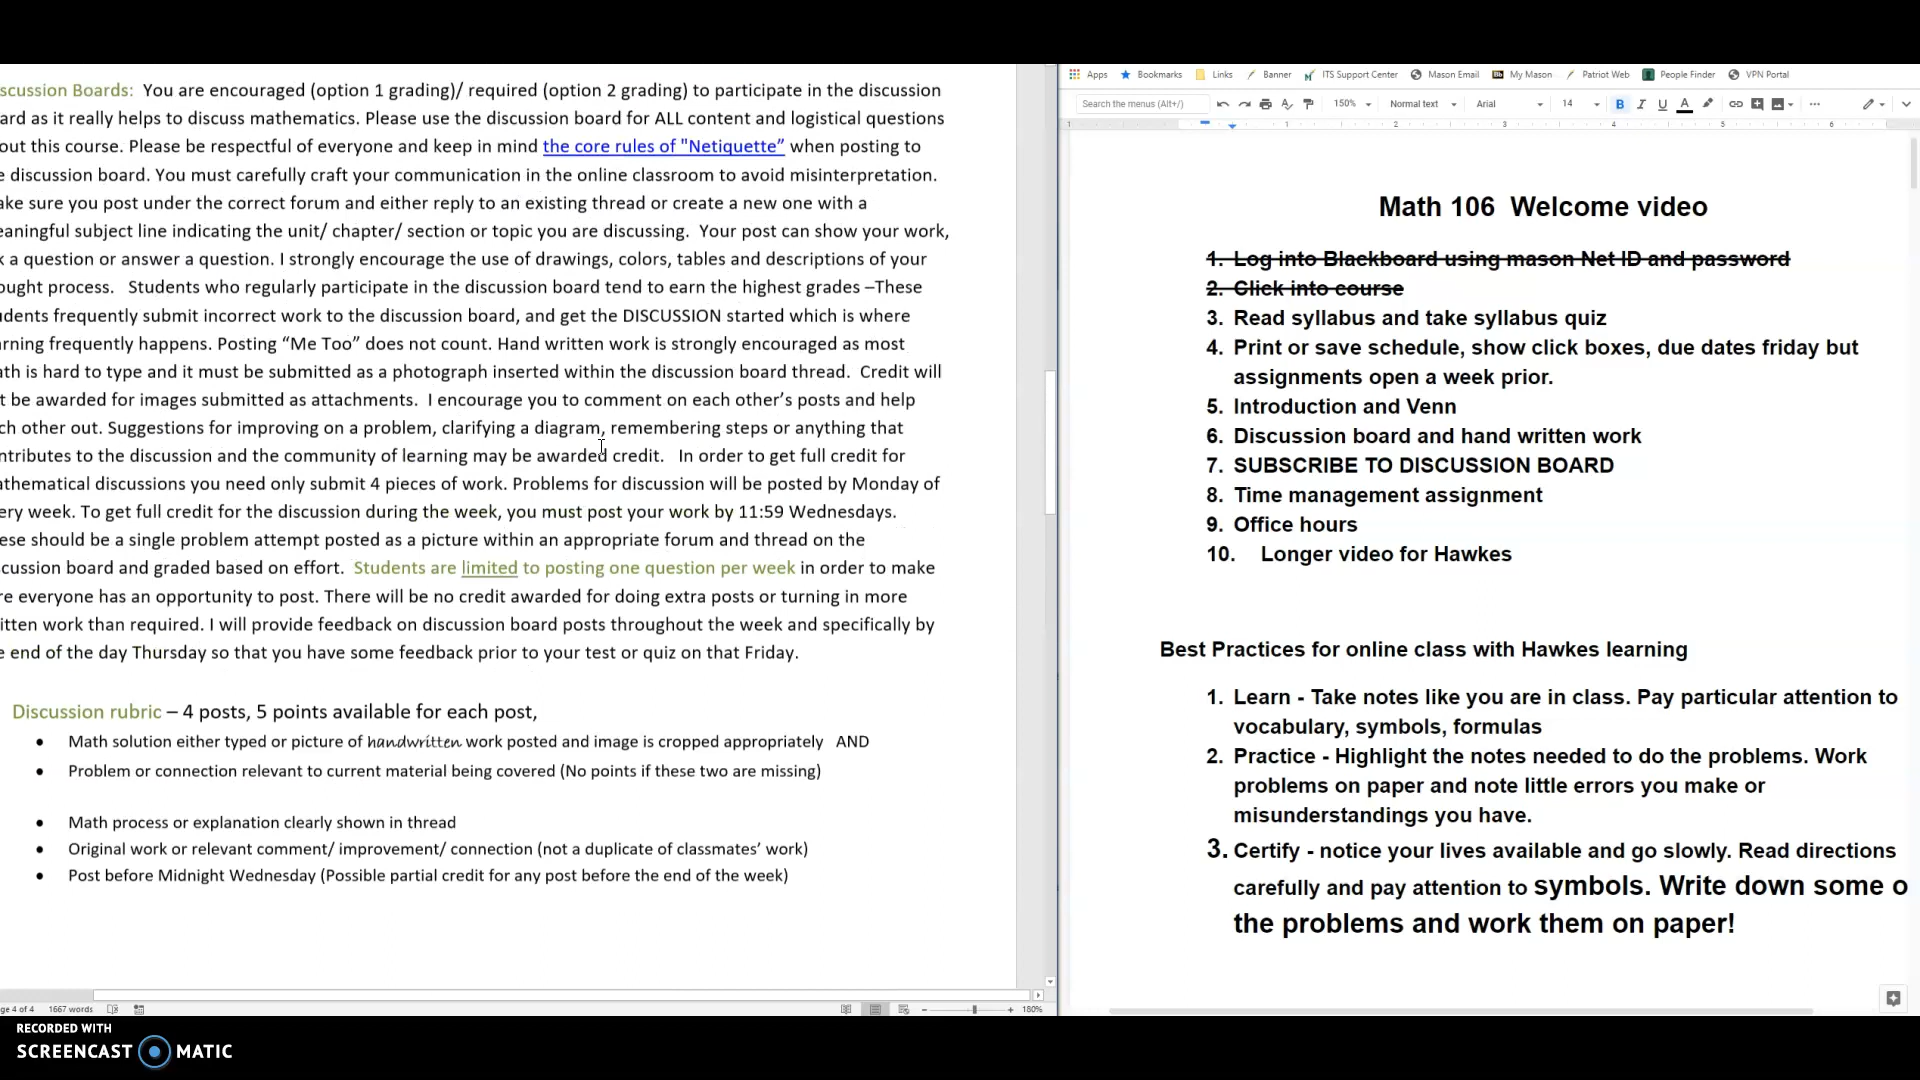 scussion Boards: You are encouraged (option 1 grading)/ required (option 2 grading) to participate in the discussion
ard as it really helps to discuss mathematics. Please use the discussion board for ALL content and logistical questions
out this course. Please be respectful of everyone and keep in mind the core rules of "Netiquette” when posting to
e discussion board. You must carefully craft your communication in the online classroom to avoid misinterpretation.
ake sure you post under the correct forum and either reply to an existing thread or create a new one with a
eaningful subject line indicating the unit/ chapter/ section or topic you are discussing. Your post can show your work,
k a question or answer a question. I strongly encourage the use of drawings, colors, tables and descriptions of your
ought process. Students who regularly participate in the discussion board tend to earn the highest grades –These
udents frequently submit incorrect work to the discussion board, and get the DISCUSSION started which is where
arning frequently happens. Posting “Me Too” does not count. Hand written work is strongly encouraged as most
ath is hard to type and it must be submitted as a photograph inserted within the discussion board thread. Credit will
t be awarded for images submitted as attachments. I encourage you to comment on each other’s posts and help
ch other out. Suggestions for improving on a problem, clarifying a diagram, remembering steps or anything that
ntributes to the discussion and the community of learning may be awarded credit. In order to get full credit for
athematical discussions you need only submit 4 pieces of work. Problems for discussion will be posted by Monday of
ery week. To get full credit for the discussion during the week, you must post your work by 11:59 Wednesdays.
ese should be a single problem attempt posted as a picture within an appropriate forum and thread on the
cussion board and graded based on effort. Students are limited to posting one question per week in order to make
re everyone has an opportunity to post. There will be no credit awarded for doing extra posts or turning in more
itten work than required. I will provide feedback on discussion board posts throughout the week and specifically by
e end of the day Thursday so that you have some feedback prior to your test or quiz on that Friday.
Discussion rubric – 4 posts, 5 points available for each post,
• Math solution either typed or picture of handwritten work posted and image is cropped appropriately AND
• Problem or connection relevant to current material being covered (No points if these two are missing)
• Math process or explanation clearly shown in thread
• Original work or relevant comment/ improvement/ connection (not a duplicate of classmates’ work)
• Post before Midnight Wednesday (Possible partial credit for any post before the end of the week)
ge 4 of 4 1667 words 180%
Apps Bookmarks Links Banner ITS Support Center Mason Email My Mason Patriot Web People Finder VPN Portal
Search the menus (Alt+/) 150% Normal text Arial 14 B I U A
1 1 2 3 4 5 6
Math 106 Welcome video
1. Log into Blackboard using mason Net ID and password
2. Click into course
3. Read syllabus and take syllabus quiz
4. Print or save schedule, show click boxes, due dates friday but
assignments open a week prior.
5. Introduction and Venn
6. Discussion board and hand written work
7. SUBSCRIBE TO DISCUSSION BOARD
8. Time management assignment
9. Office hours
10. Longer video for Hawkes
Best Practices for online class with Hawkes learning
1. Learn - Take notes like you are in class. Pay particular attention to
vocabulary, symbols, formulas
2. Practice - Highlight the notes needed to do the problems. Work
problems on paper and note little errors you make or
misunderstandings you have.
3. Certify - notice your lives available and go slowly. Read directions
carefully and pay attention to symbols. Write down some o
the problems and work them on paper!
RECORDED WITH
SCREENCAST MATIC